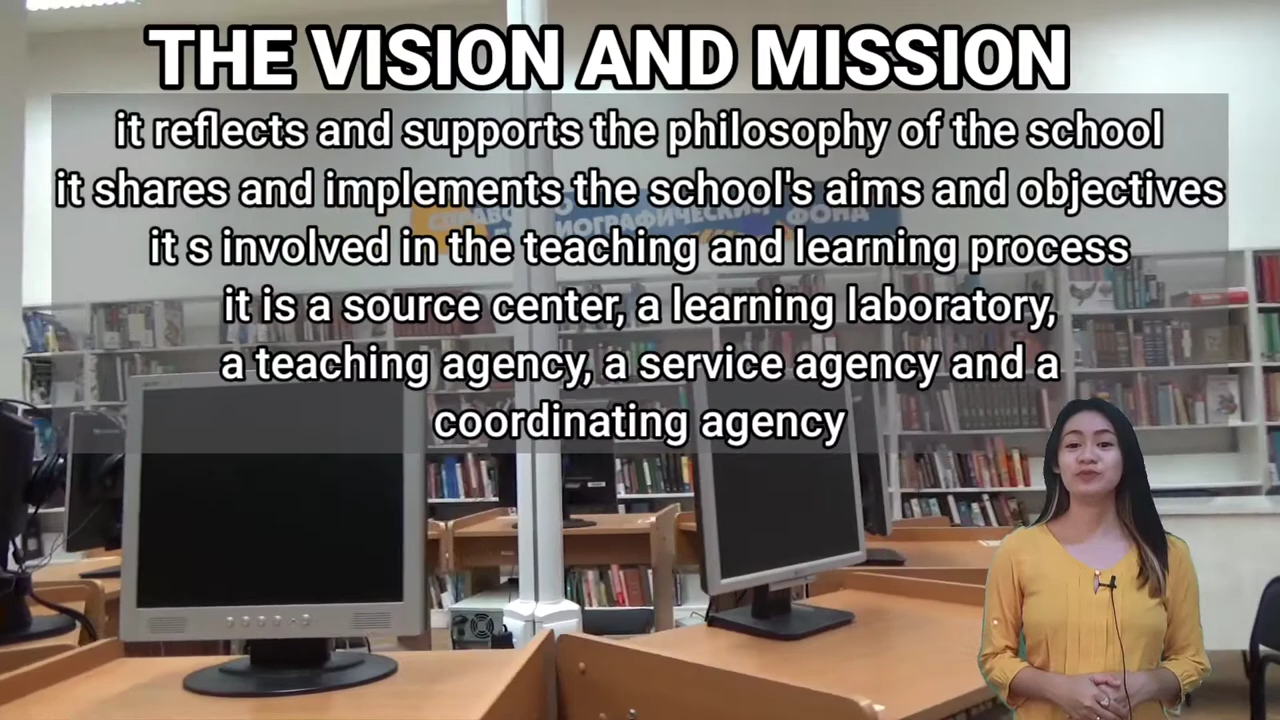 THE VISION AND MISSION
it reflects and supports the philosophy of the school
it shares and implements the school's aims and objectives
it s involved in the teaching and learning process
it is a source center, a learning laboratory,
a teaching agency, a service agency and a
coordinating agency
ФОНД